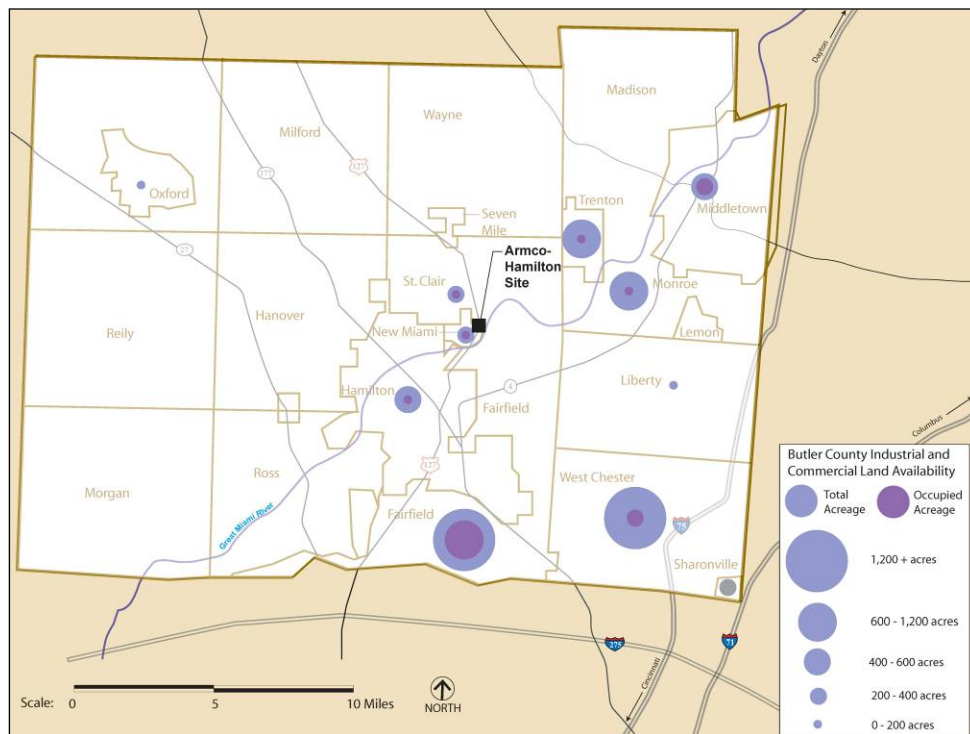 Dayton
Madison
Wayne
Milford
177
127
Oxford
Trenton
Middletown
Seven
Mile
27
Armco-
Hamilton
Site
St. Clair
Monroe
Hanover
Reily
New Miami
Lemon
Liberty
Hamilton
4
Fairfield
Columbus
127
Ross
West Chester
Morgan
Great Miami River
Fairfield
75
Sharonville
275
71
Cincinnati
Butler County Industrial and
Commercial Land Availability
Total
Acreage
Occupied
Acreage
1,200 + acres
600 - 1,200 acres
400 - 600 acres
200 - 400 acres
0 - 200 acres
Scale: 0 5 10 Miles
NORTH